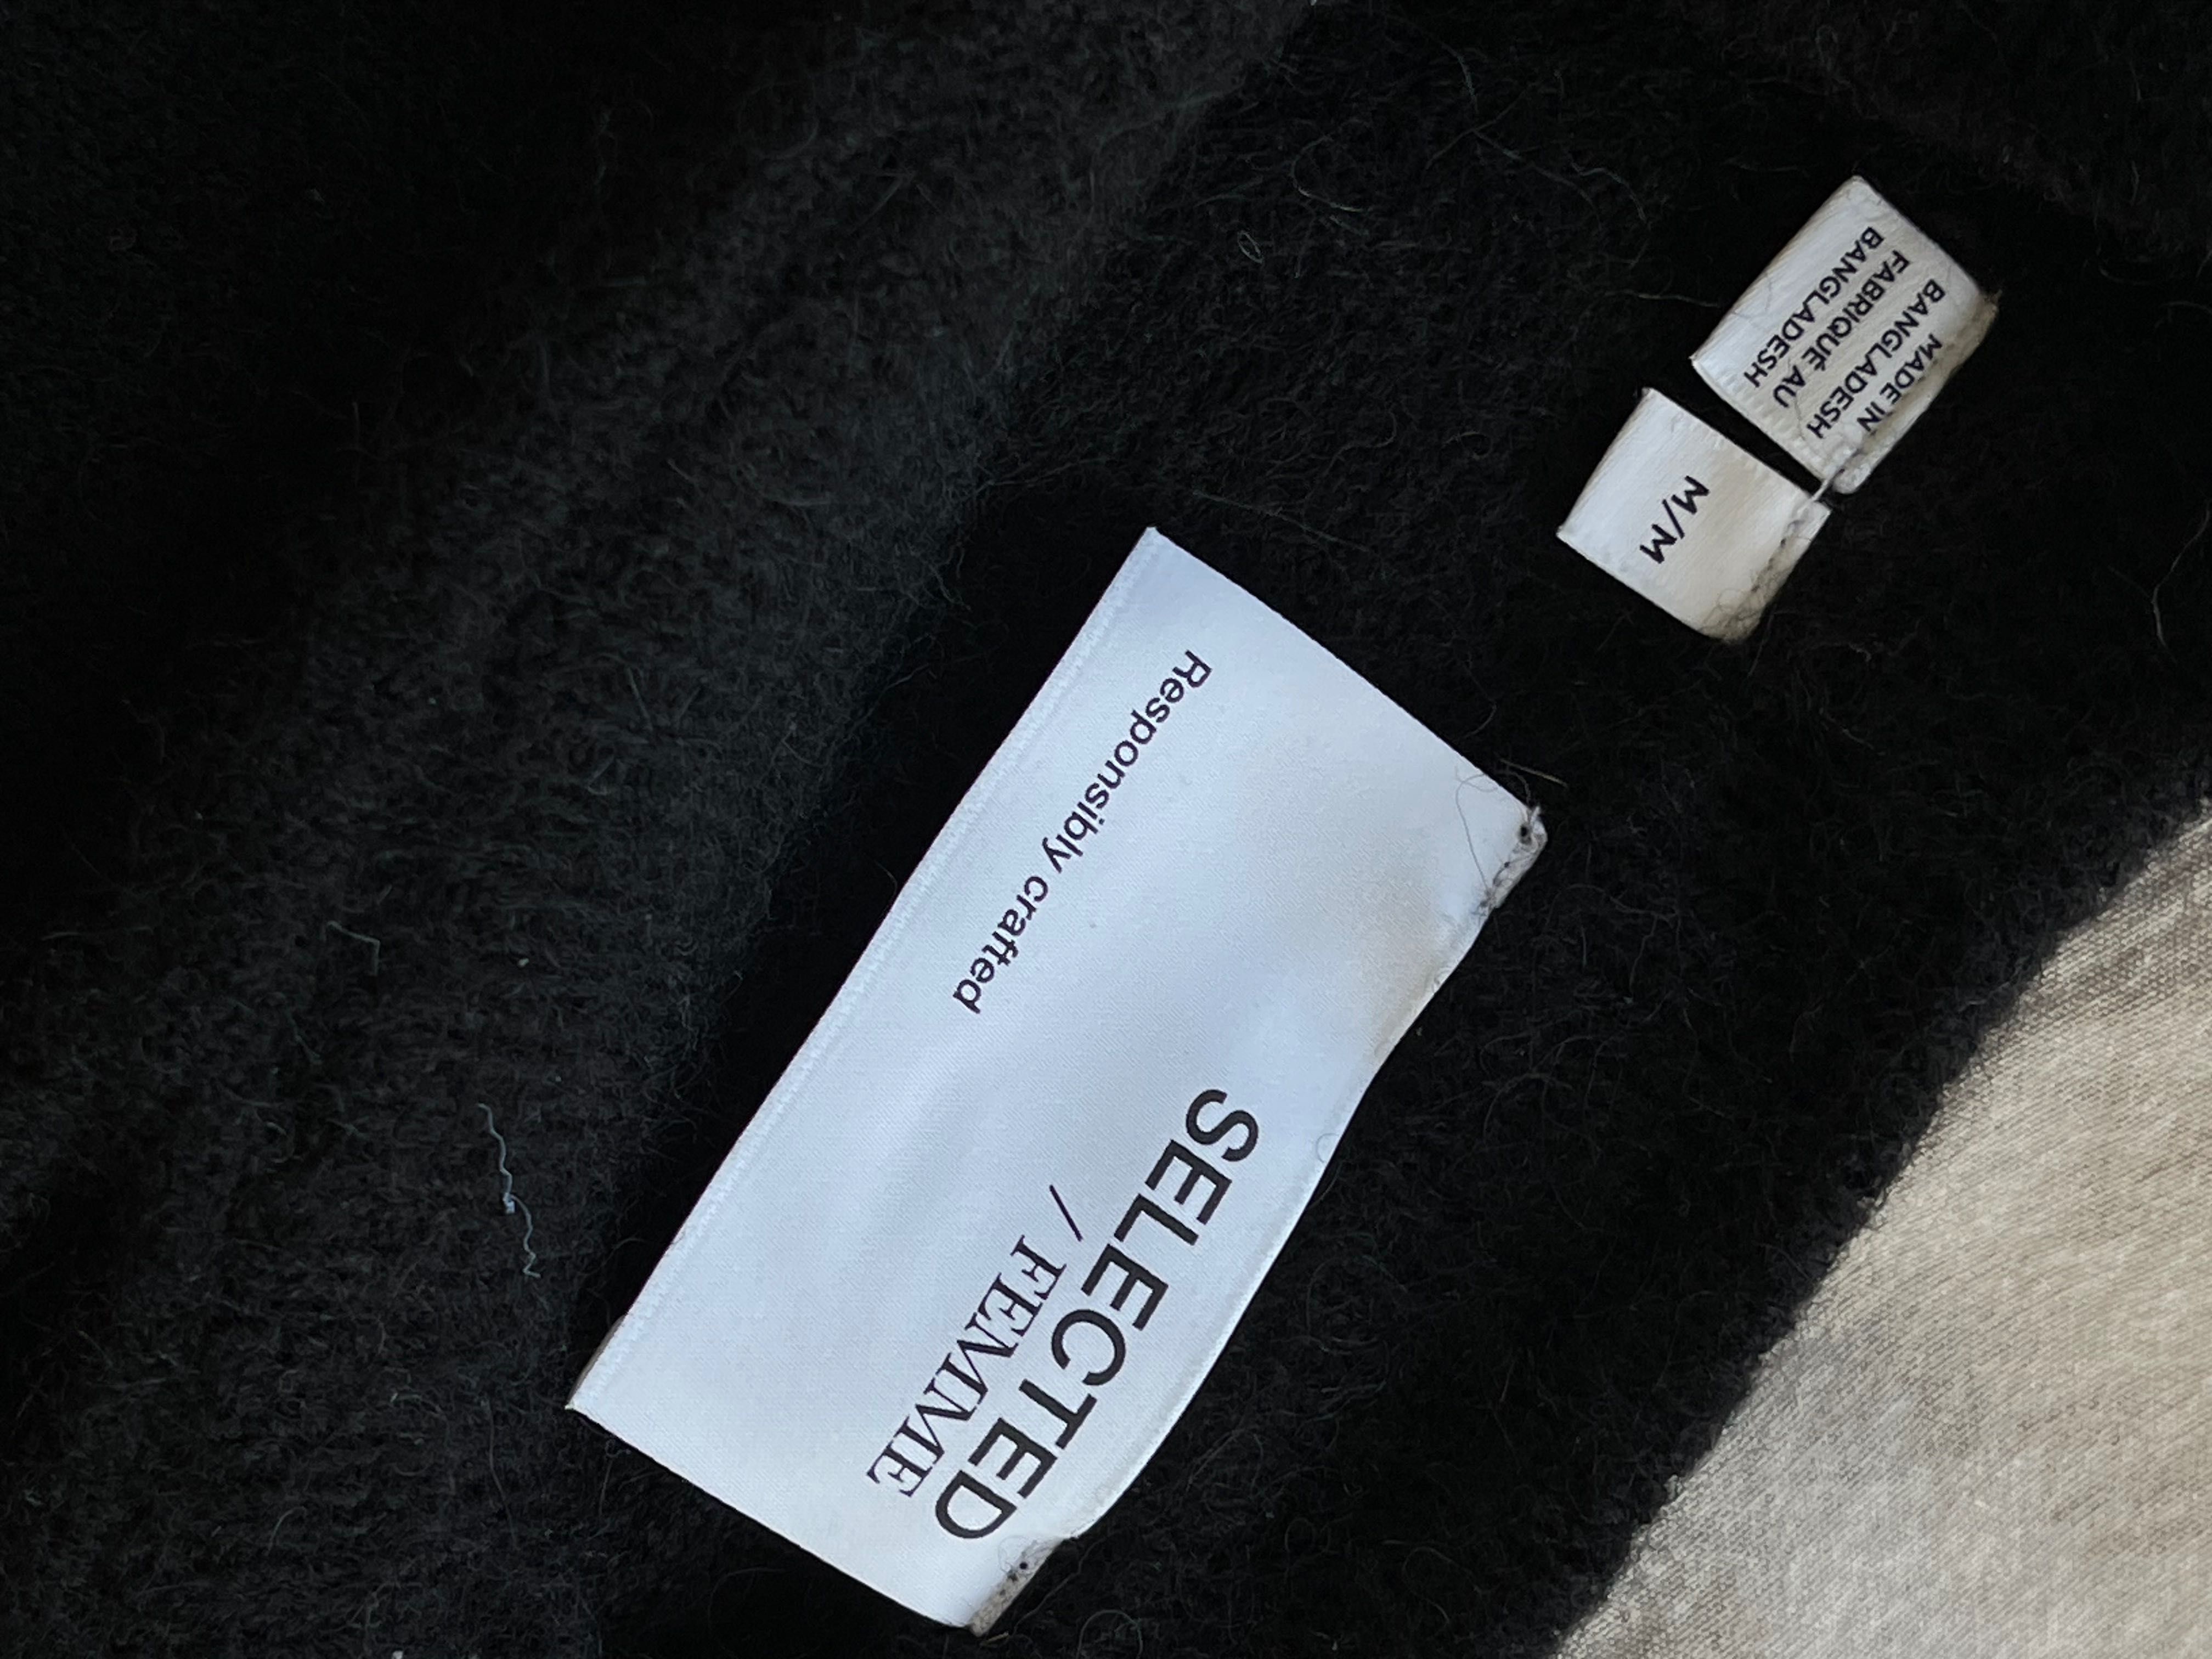 SELECTED
/ FEMME
Responsibly crafted
M/M
MADE IN
BANGLADESH
FABRIQUÉ AU
BANGLADESH